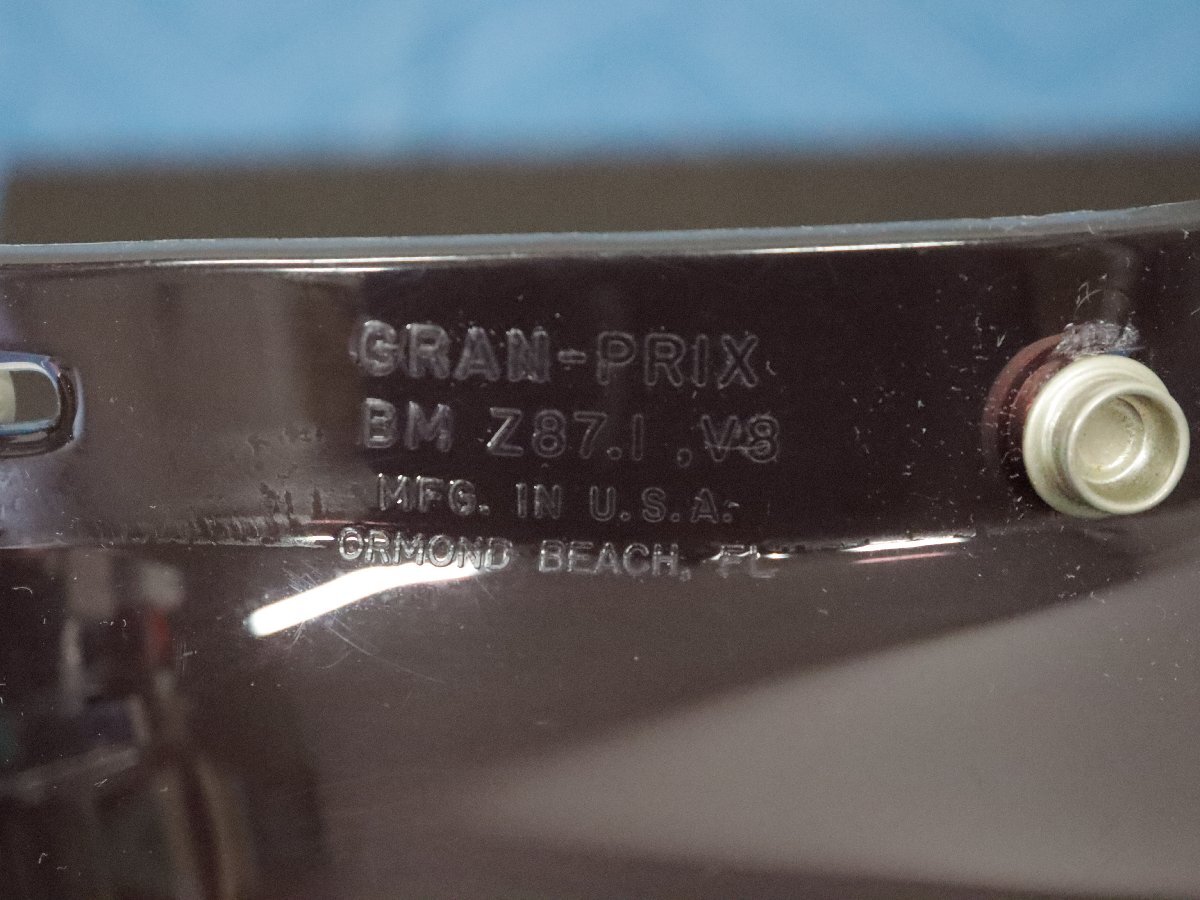 GRAN-PRIX
BM Z87.1 ,V8
MFG. IN U.S.A.
ORMOND BEACH, FL